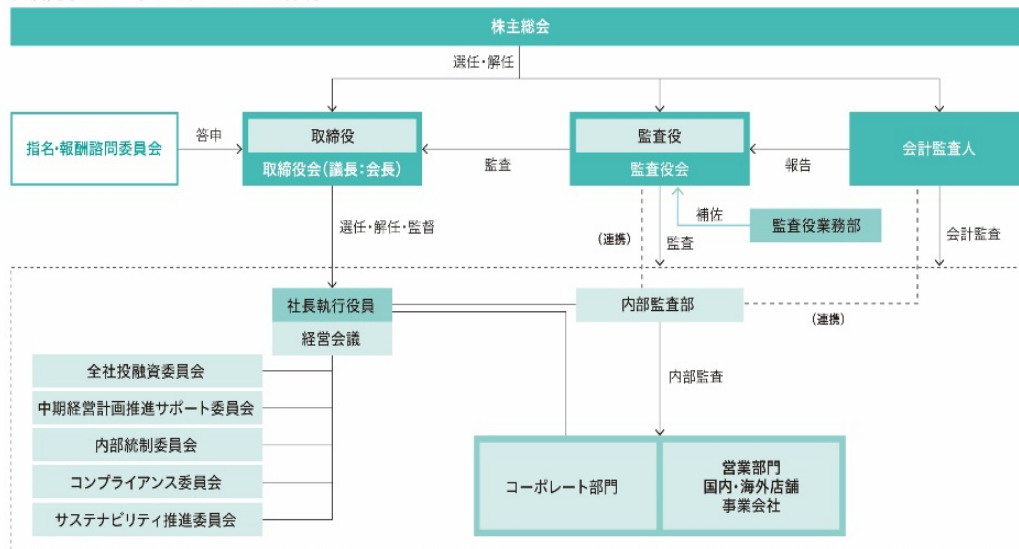 株主総会
選任・解任
指名・報酬諮問委員会
答申
取締役
取締役会(議長:会長)
監査
監査役
監査役会
報告
会計監査人
選任・解任・監督
(連携)
監査
補佐
監査役業務部
会計監査
社長執行役員
経営会議
内部監査部
(連携)
全社投融資委員会
中期経営計画推進サポート委員会
内部統制委員会
コンプライアンス委員会
サステナビリティ推進委員会
内部監査
コーポレート部門
営業部門
国内・海外店舗
事業会社